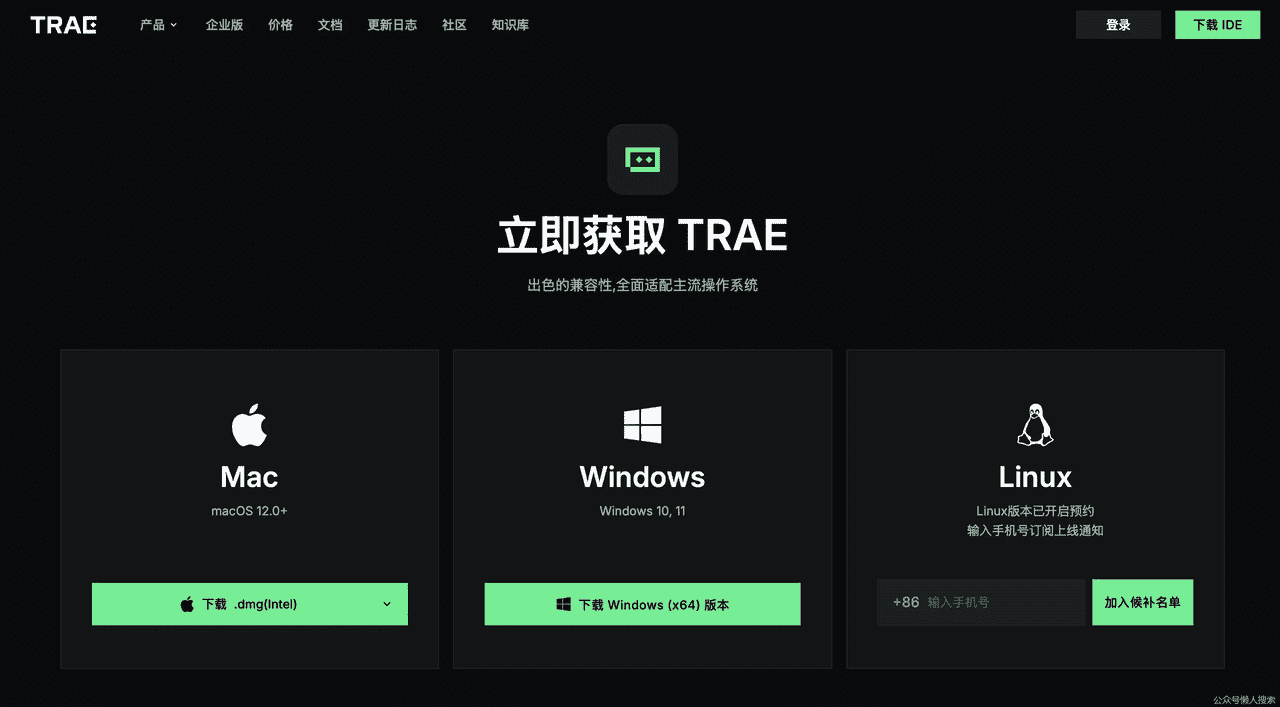 TRAE 产品 企业版 价格 文档 更新日志 社区 知识库 登录 下载 IDE
立即获取 TRAE
出色的兼容性,全面适配主流操作系统
Mac
macOS 12.0+
下载 .dmg(Intel)
Windows
Windows 10, 11
下载 Windows (x64) 版本
Linux
Linux版本已开启预约
输入手机号订阅上线通知
+86 输入手机号 加入候补名单
公众号懒人搜索